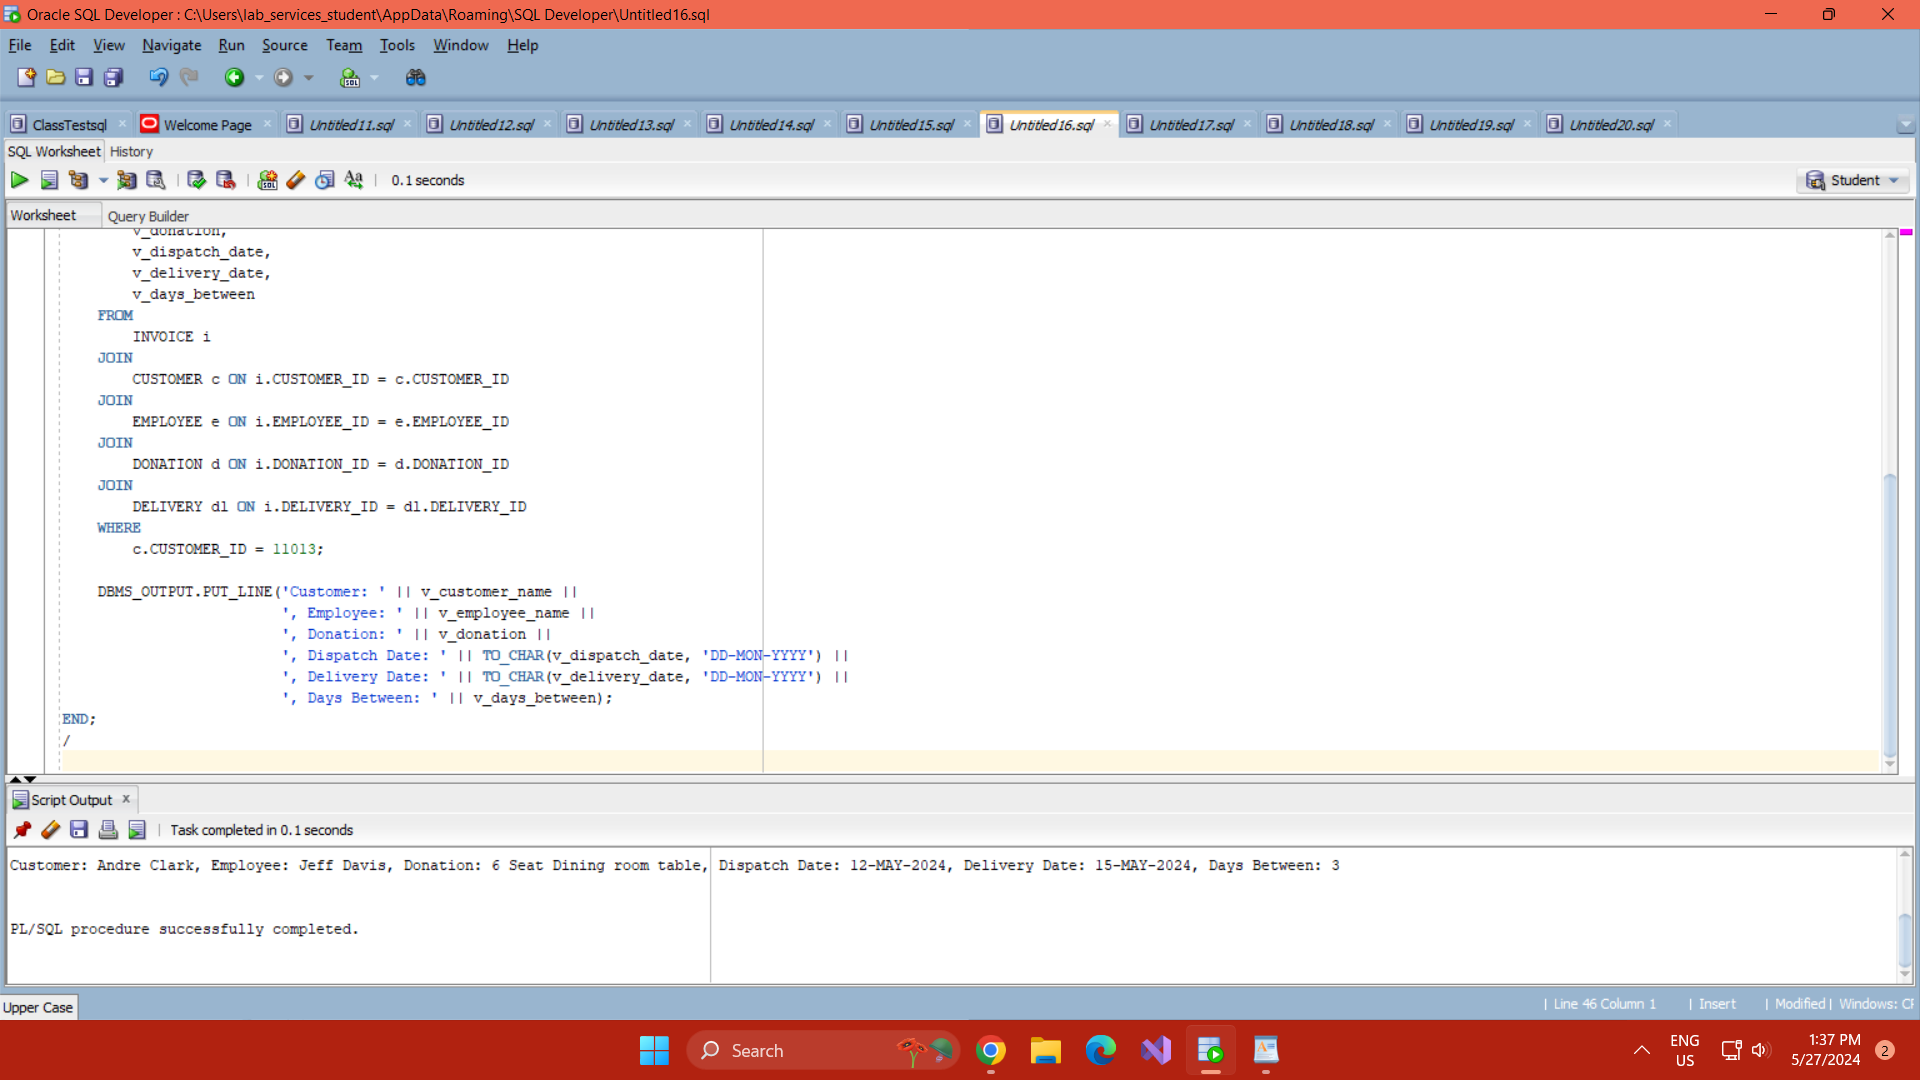 Oracle SQL Developer : C:\Users\lab_services_student\AppData\Roaming\SQL Developer\Untitled16.sql
File Edit View Navigate Run Source Team Tools Window Help
ClassTestsql Welcome Page Untitled11.sql Untitled12.sql Untitled13.sql Untitled14.sql Untitled15.sql Untitled16.sql Untitled17.sql Untitled18.sql Untitled19.sql Untitled20.sql
SQL Worksheet History
0.1 seconds Student
Worksheet Query Builder
v_donation,
v_dispatch_date,
v_delivery_date,
v_days_between
FROM
INVOICE i
JOIN
CUSTOMER c ON i.CUSTOMER_ID = c.CUSTOMER_ID
JOIN
EMPLOYEE e ON i.EMPLOYEE_ID = e.EMPLOYEE_ID
JOIN
DONATION d ON i.DONATION_ID = d.DONATION_ID
JOIN
DELIVERY dl ON i.DELIVERY_ID = dl.DELIVERY_ID
WHERE
c.CUSTOMER_ID = 11013;
DBMS_OUTPUT.PUT_LINE('Customer: ' || v_customer_name ||
', Employee: ' || v_employee_name ||
', Donation: ' || v_donation ||
', Dispatch Date: ' || TO_CHAR(v_dispatch_date, 'DD-MON-YYYY') ||
', Delivery Date: ' || TO_CHAR(v_delivery_date, 'DD-MON-YYYY') ||
', Days Between: ' || v_days_between);
END;
/
Script Output
Task completed in 0.1 seconds
Customer: Andre Clark, Employee: Jeff Davis, Donation: 6 Seat Dining room table, Dispatch Date: 12-MAY-2024, Delivery Date: 15-MAY-2024, Days Between: 3
PL/SQL procedure successfully completed.
Upper Case
Line 46 Column 1 | Insert | Modified | Windows: CF
Search
ENG
US
1:37 PM
5/27/2024
2